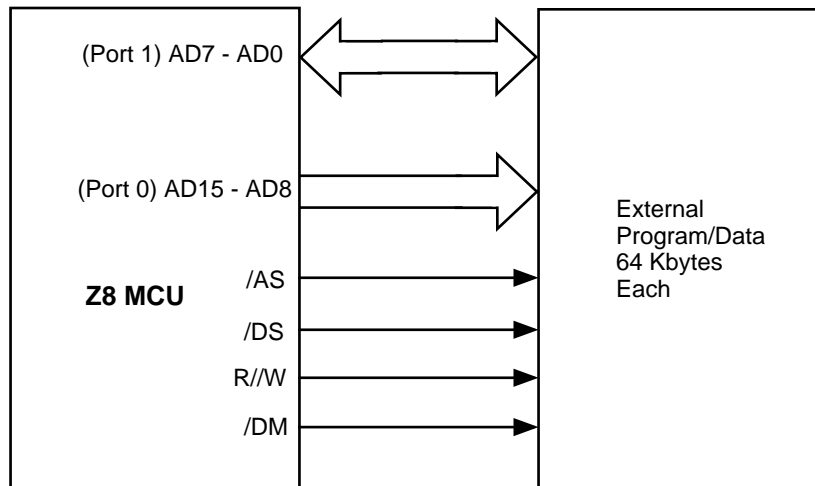 (Port 1) AD7 - AD0
(Port 0) AD15 - AD8
External
Program/Data
64 Kbytes
Each
/AS
Z8 MCU
/DS
R//W
/DM